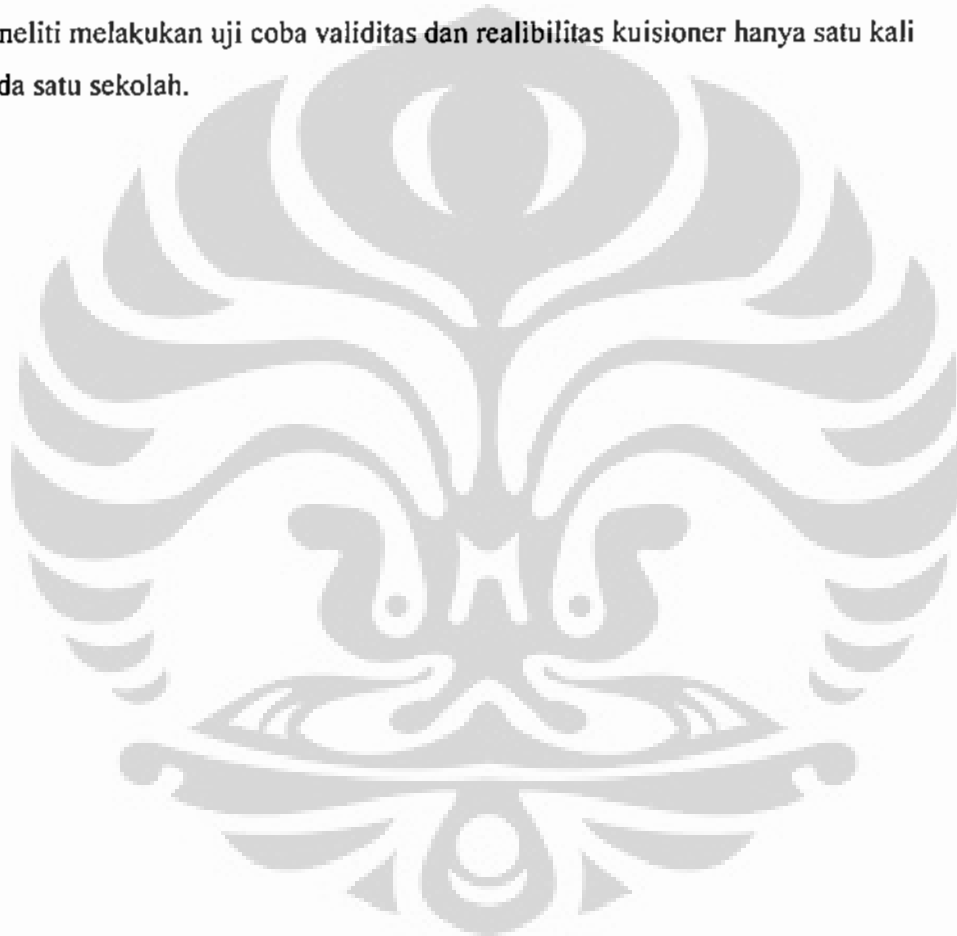 neliti melakukan uji coba validitas dan realibilitas kuisioner hanya satu kali
da satu sekolah.